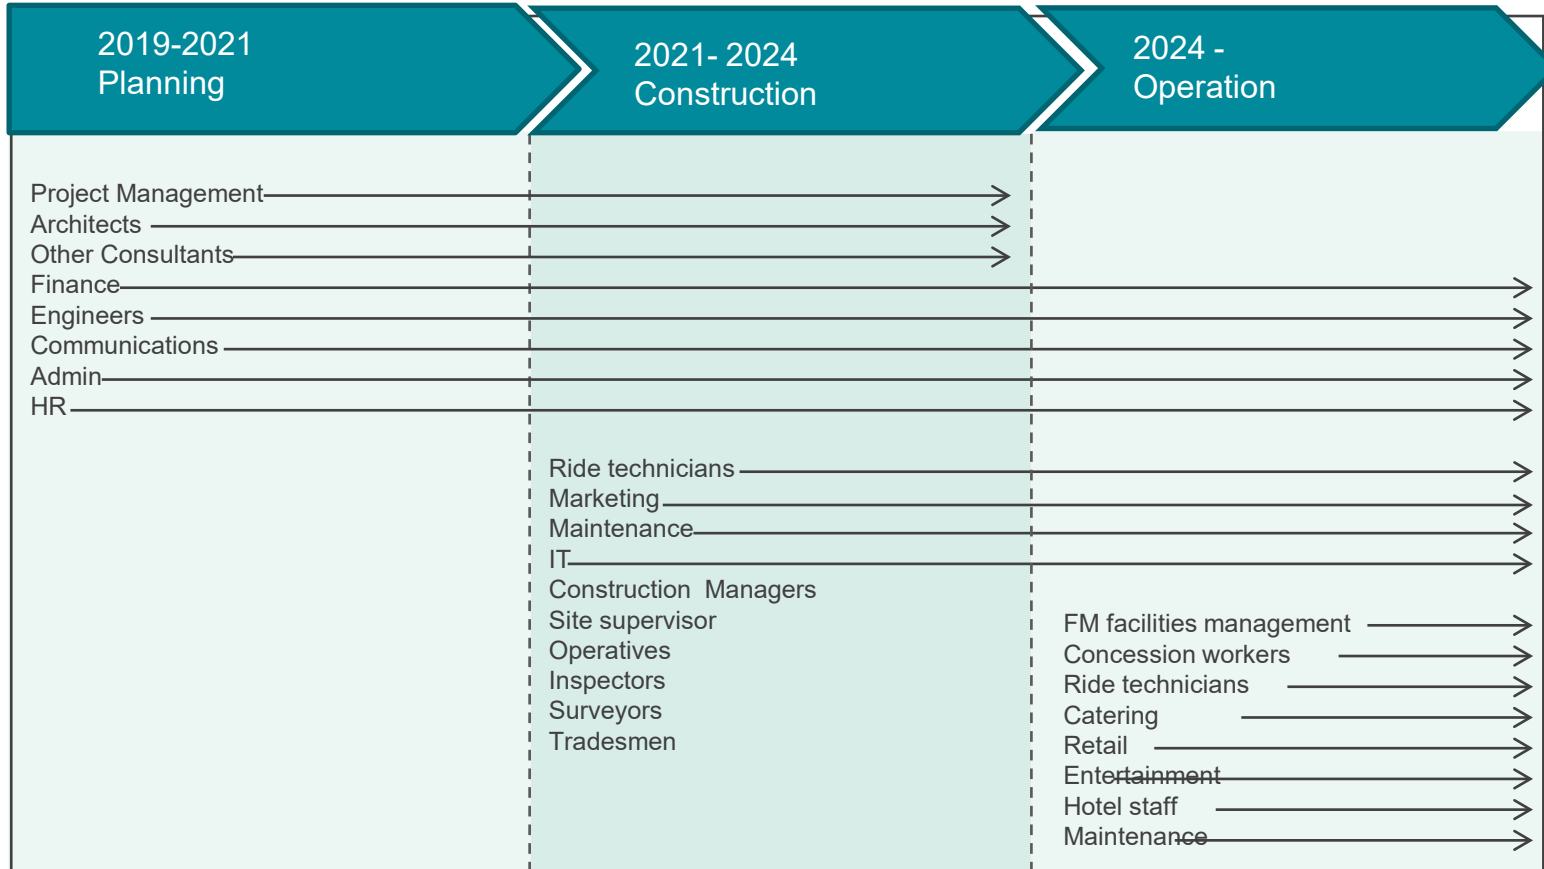 2019-2021
Planning
2021- 2024
Construction
2024 -
Operation
Project Management
Architects
Other Consultants
Finance
Engineers
Communications
Admin
HR
Ride technicians
Marketing
Maintenance
IT
Construction  Managers
Site supervisor
Operatives
Inspectors
Surveyors
Tradesmen
FM facilities management
Concession workers
Ride technicians
Catering
Retail
Entertainment
Hotel staff
Maintenance